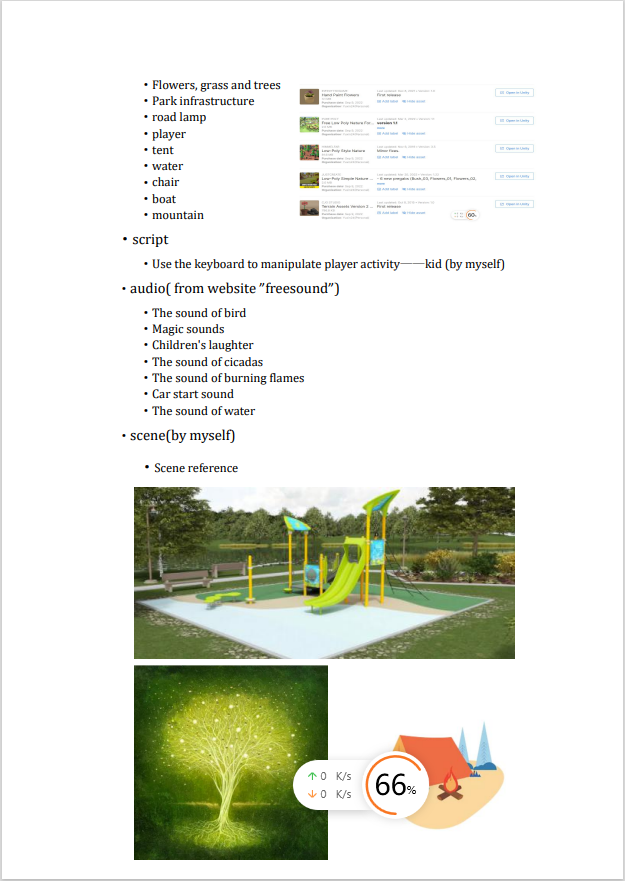 • Flowers, grass and trees
• Park infrastructure
• road lamp
• player
• tent
• water
• chair
• boat
• mountain
Hand Paint Flowers
First release
Open in Unity
Free Low Poly Nature For...
version 1.1
Open in Unity
Low-Poly Style Nature
Open in Unity
Low Poly Simple Nature ...
Open in Unity
Terrain Assets Version 2 ...
First release
Open in Unity
60%
• script
• Use the keyboard to manipulate player activity——kid (by myself)
• audio( from website ”freesound”)
• The sound of bird
• Magic sounds
• Children's laughter
• The sound of cicadas
• The sound of burning flames
• Car start sound
• The sound of water
• scene(by myself)
• Scene reference
↑ 0 K/s
↓ 0 K/s
66%